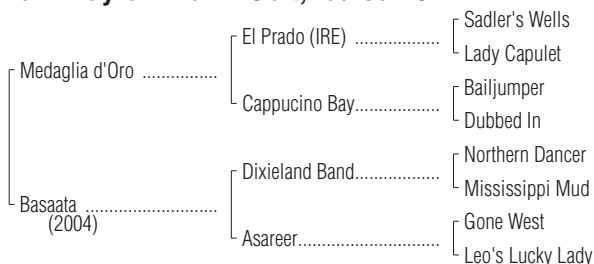 Sadler's Wells
El Prado (IRE) ..................
Lady Capulet
Medaglia d'Oro ................
Bailjumper
Cappucino Bay..................
Dubbed In
Northern Dancer
Dixieland Band..................
Mississippi Mud
Basaata ............................
(2004)
Gone West
Asareer..............................
Leo's Lucky Lady